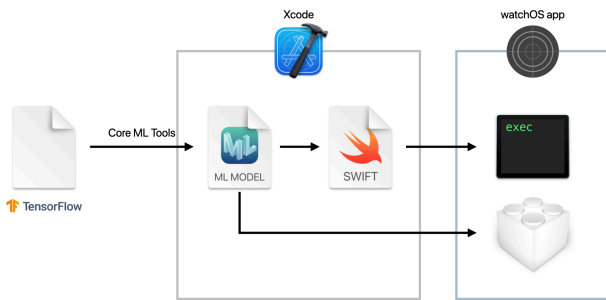 Xcode
watchOS app
exec
Core ML Tools
ML
ML MODEL
SWIFT
TensorFlow